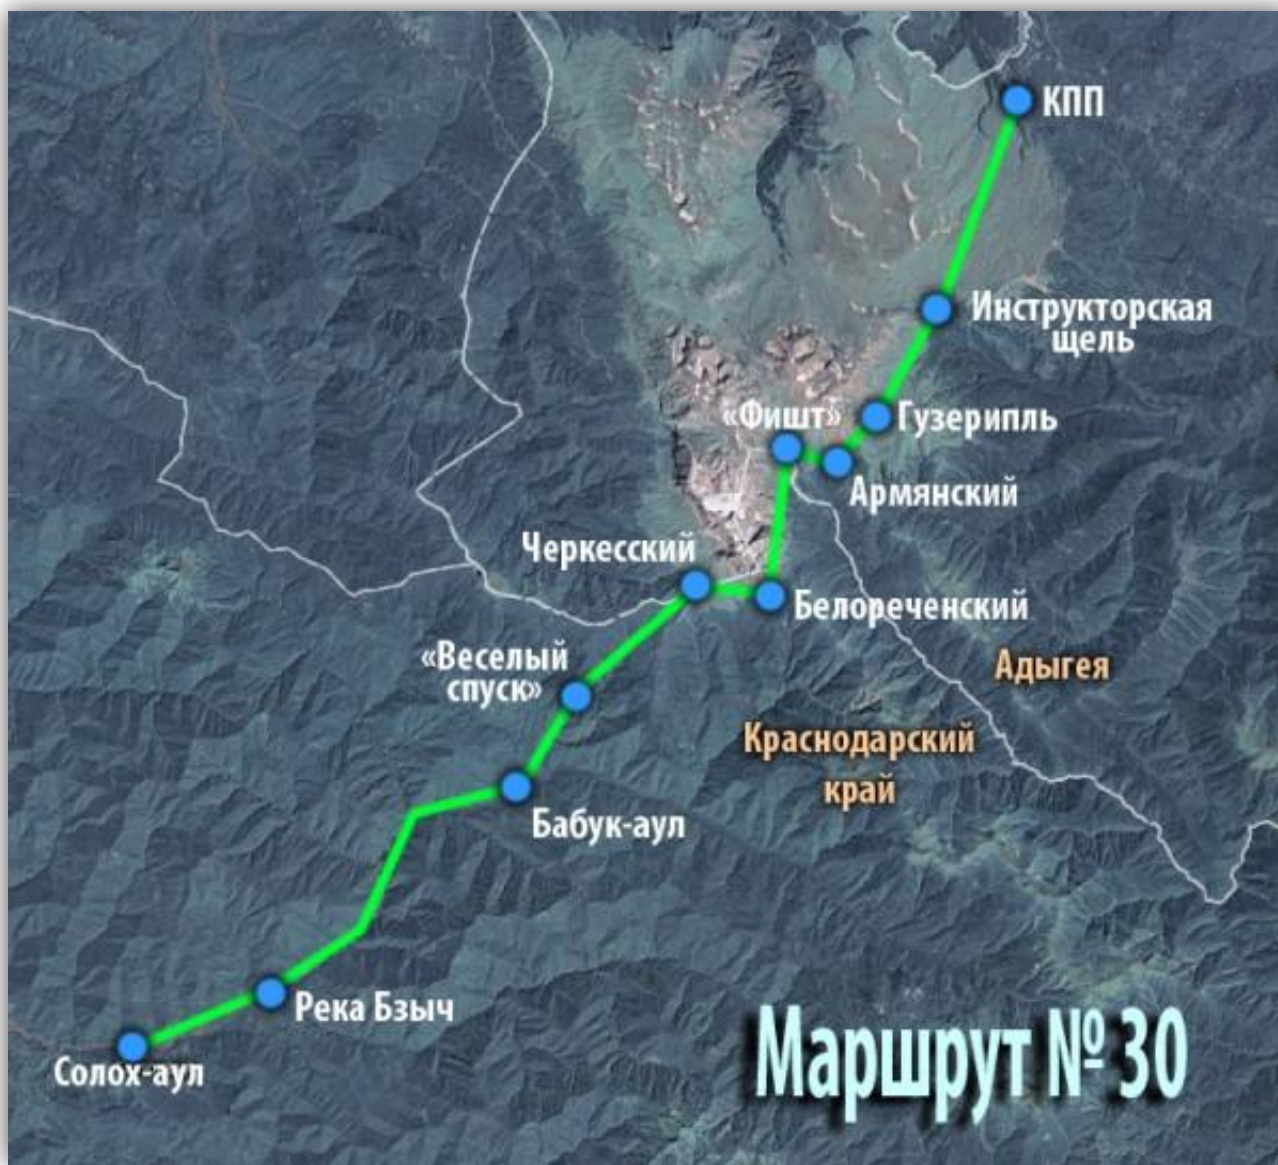 КПП
Инструкторская
щель
«Фишт»
Гузерипль
Армянский
Черкесский
Белореченский
«Веселый
спуск»
Адыгея
Краснодарский
край
Бабук-аул
Река Бзыч
Солох-аул
Маршрут № 30